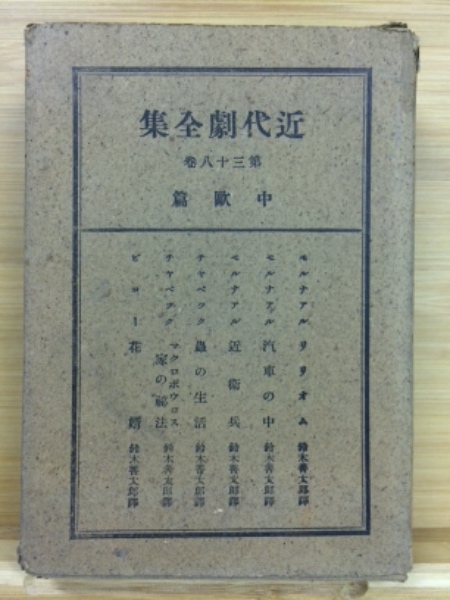 近代劇全集
第三十八巻
中歐篇
モルナアル リリオム 鈴木善太郎譯
モルナアル 汽車の中 鈴木善太郎譯
モルナアル 近衛兵 鈴木善太郎譯
チャペック 蟲の生活 鈴木善太郎譯
チャペック マクロポウロス家の秘法 鈴木善太郎譯
ビロー 花婿 鈴木善太郎譯